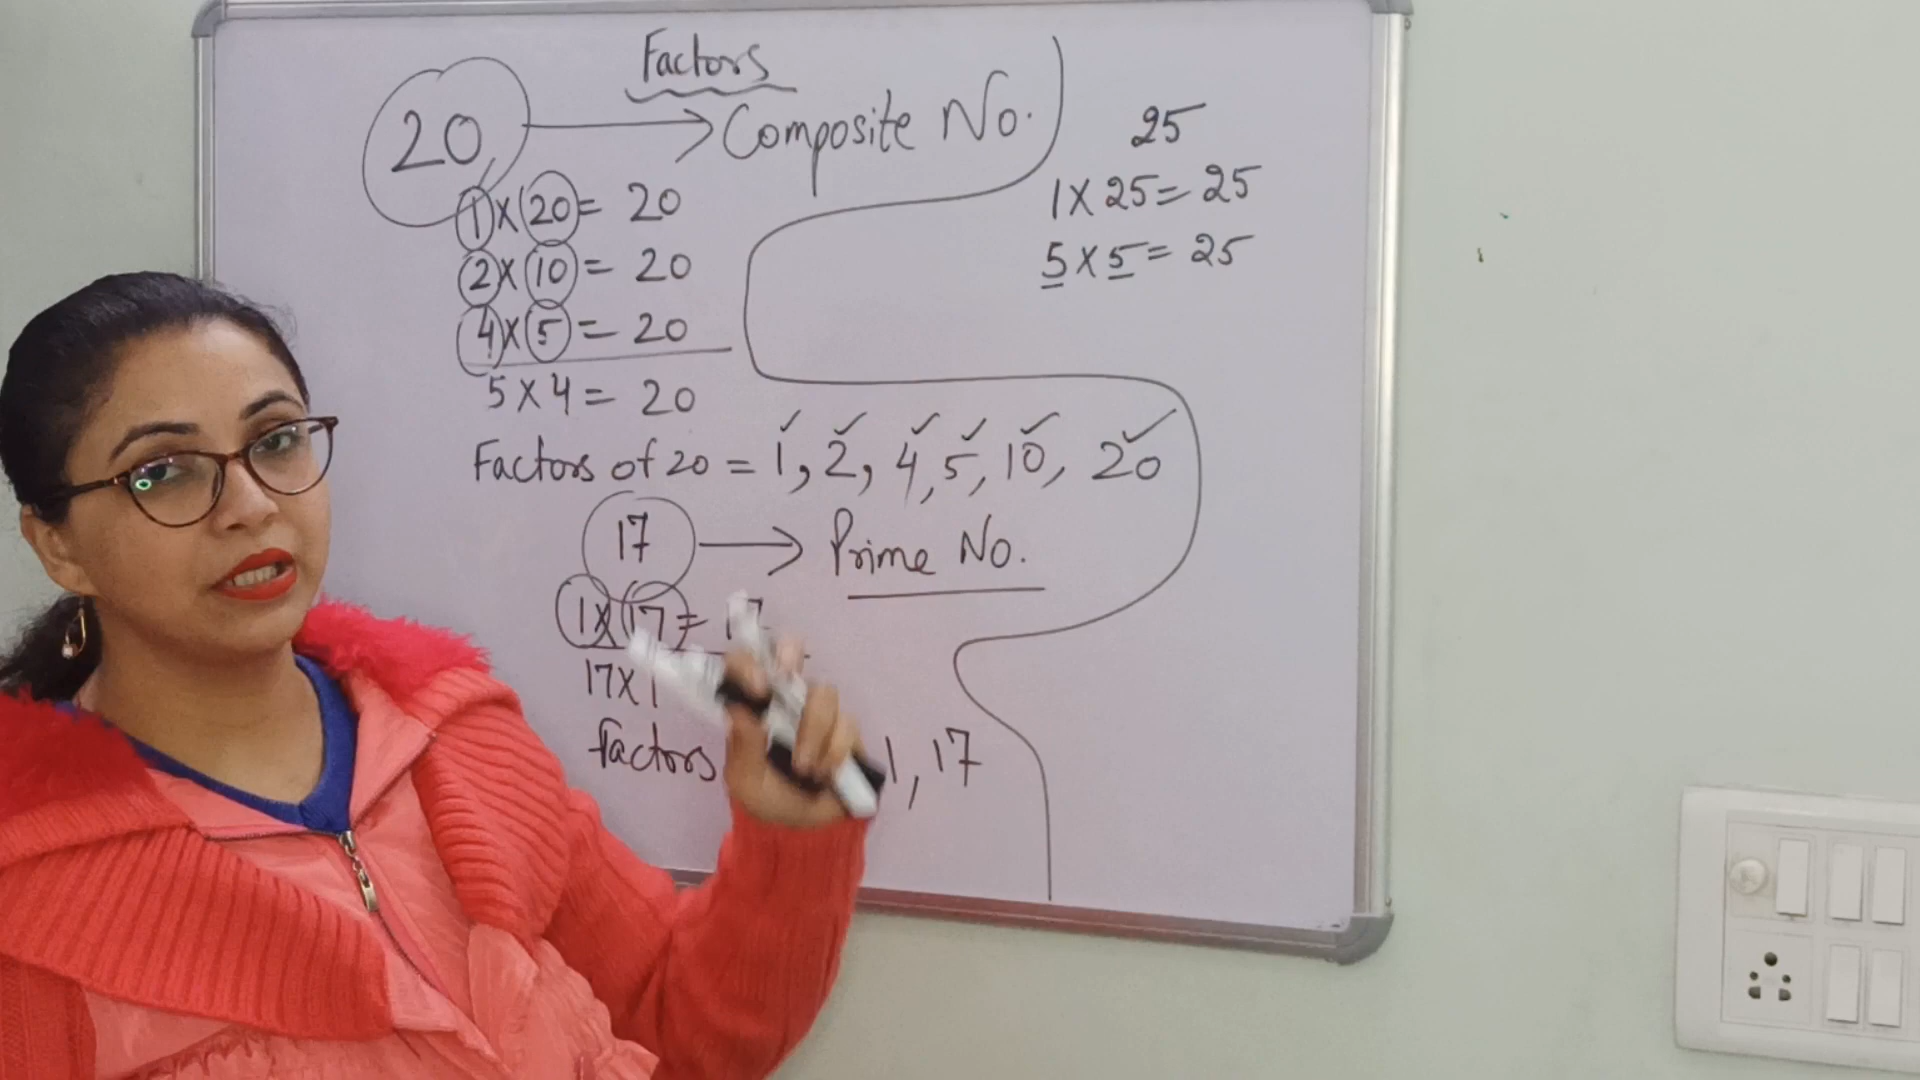 Factors
20 → Composite No.
1 × 20 = 20
2 × 10 = 20
4 × 5 = 20
5 × 4 = 20
Factors of 20 = 1, 2, 4, 5, 10, 20
17 → Prime No.
1 × 17 = 17
17 × 1
factors 1, 17
25
1 × 25 = 25
5 × 5 = 25